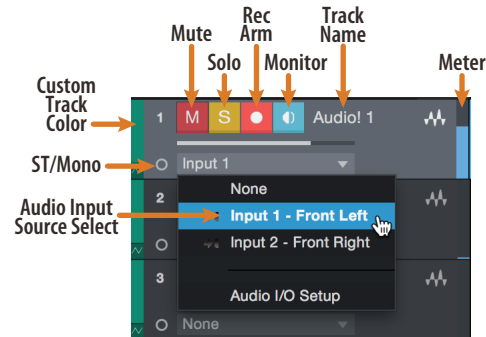 Mute
Rec
Arm
Track
Name
Solo
Monitor
Meter
Custom
Track
Color
1 M S Audio! 1
ST/Mono
Input 1
Audio Input
Source Select
None
2
Input 1 - Front Left
Input 2 - Front Right
3
Audio I/O Setup
None